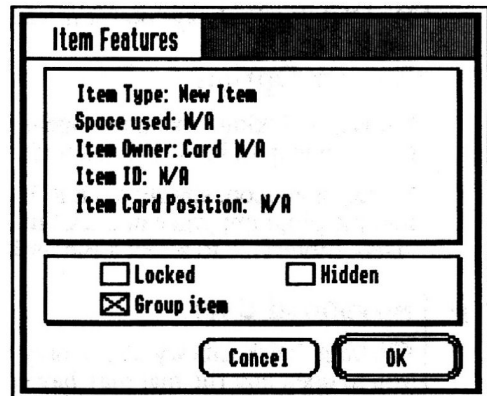 Item Features
Item Type: New Item
Space used: N/A
Item Owner: Card N/A
Item ID: N/A
Item Card Position: N/A
Locked Hidden
Group item
Cancel OK